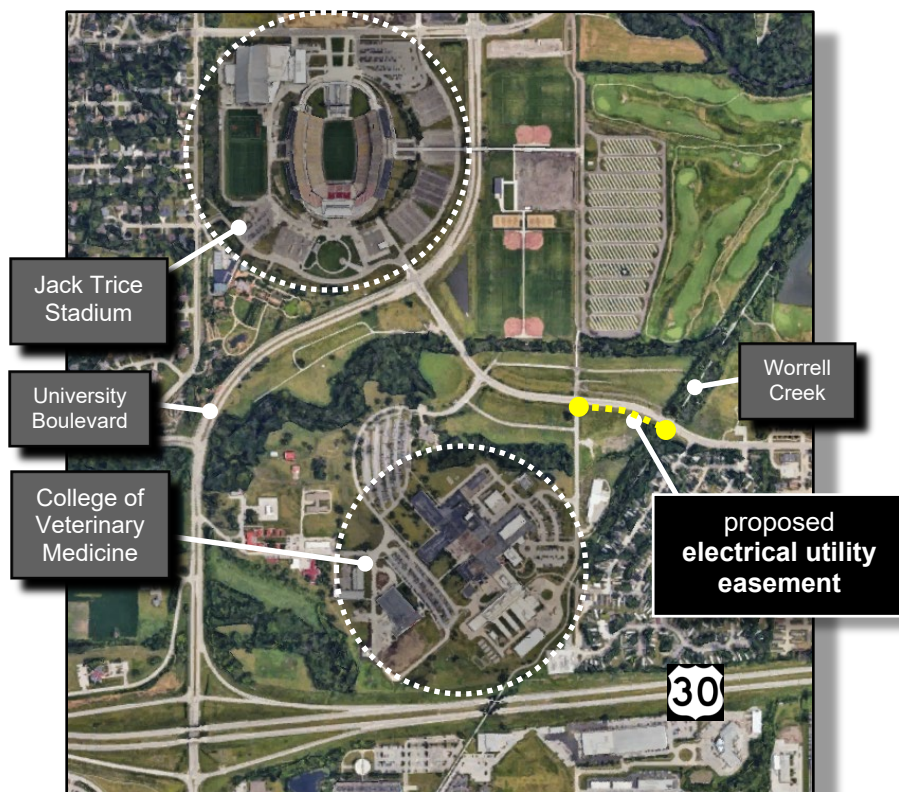 Jack Trice
Stadium
University
Boulevard
College of
Veterinary
Medicine
Worrell
Creek
proposed
electrical utility
easement
30